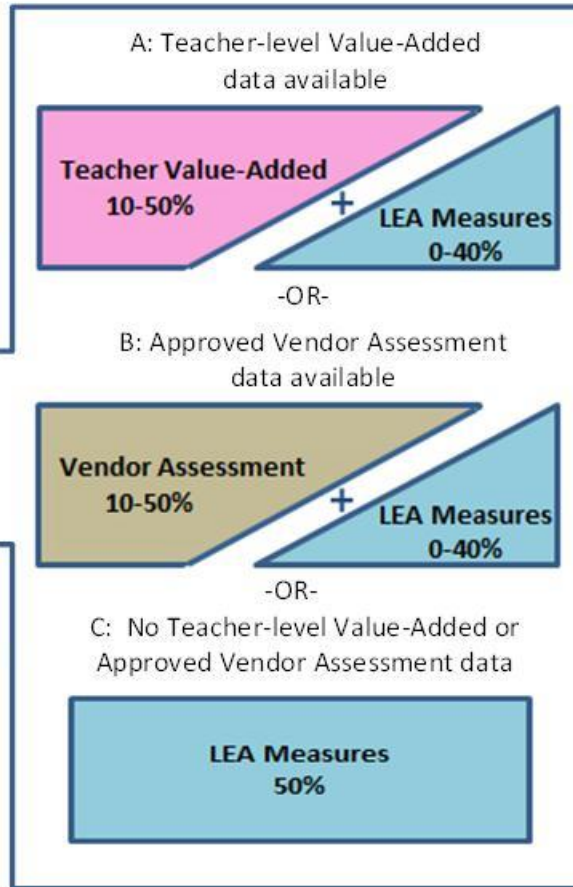 A: Teacher-level Value-Added
data available
Teacher Value-Added
10-50%
+
LEA Measures
0-40%
-OR-
B: Approved Vendor Assessment
data available
Vendor Assessment
10-50%
+
LEA Measures
0-40%
-OR-
C:  No Teacher-level Value-Added or
Approved Vendor Assessment data
LEA Measures
50%